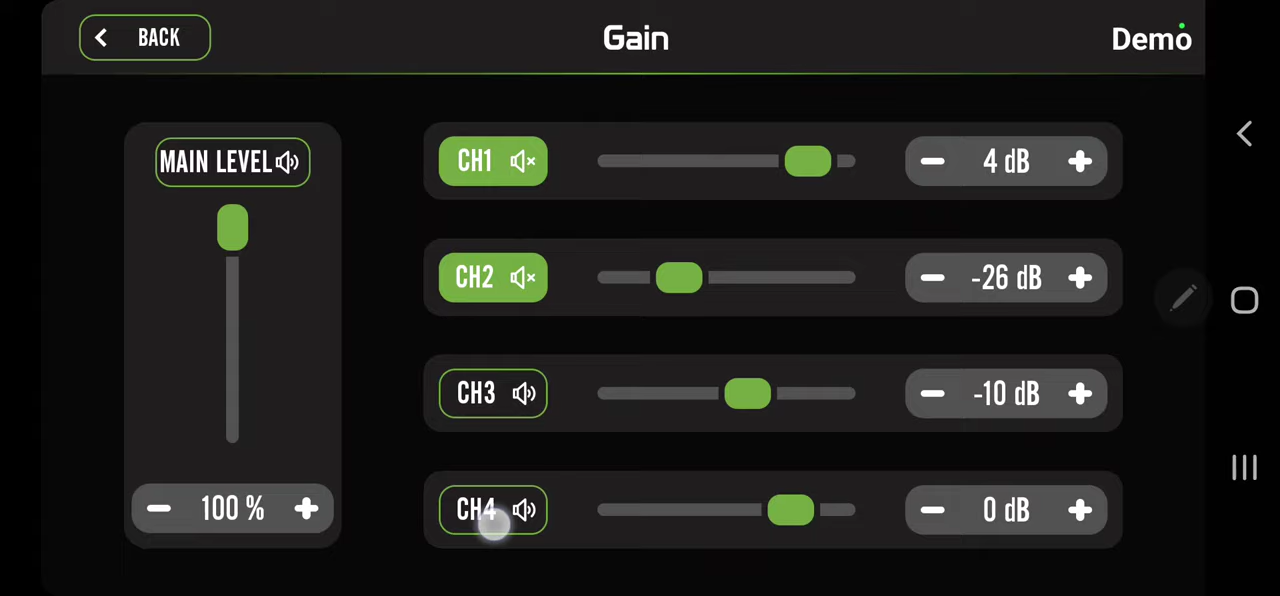 BACK
Gain
Demo
MAIN LEVEL
100 %
CH1
4 dB
CH2
-26 dB
CH3
-10 dB
CH4
0 dB